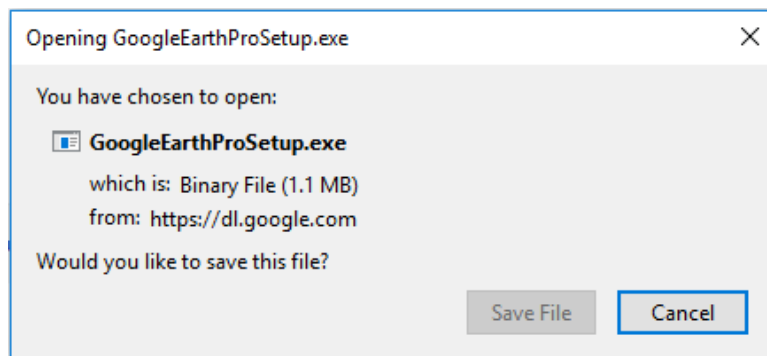 Opening GoogleEarthProSetup.exe
You have chosen to open:
GoogleEarthProSetup.exe
which is: Binary File (1.1 MB)
from: https://dl.google.com
Would you like to save this file?
Save File Cancel